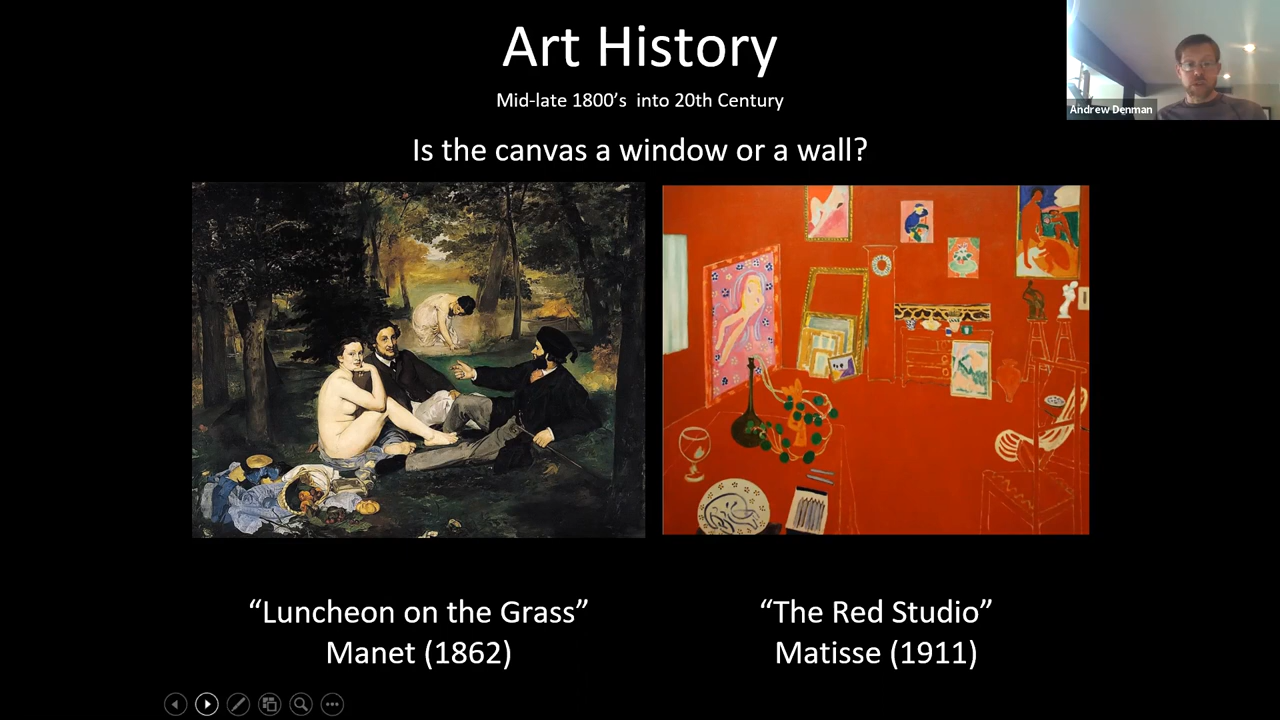 Art History
Mid-late 1800's  into 20th Century
Is the canvas a window or a wall?
Andrew Denman
“Luncheon on the Grass”
Manet (1862)
“The Red Studio”
Matisse (1911)